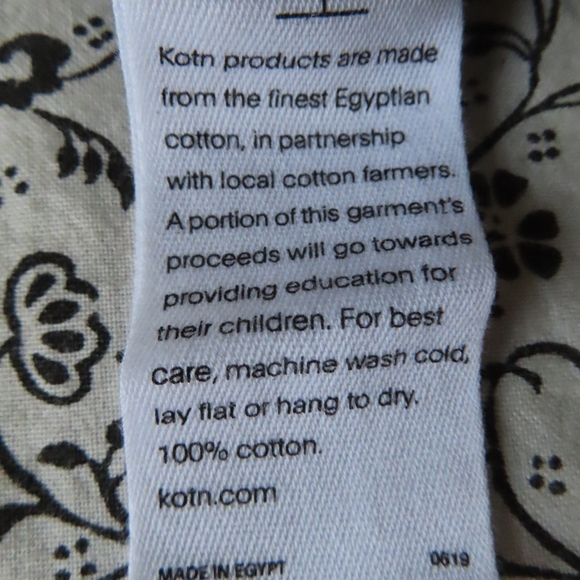 Kotn products are made
from the finest Egyptian
cotton, in partnership
with local cotton farmers.
A portion of this garment's
proceeds will go towards
providing education for
their children. For best
care, machine wash cold,
lay flat or hang to dry.
100% cotton.
kotn.com
MADE IN EGYPT 0619